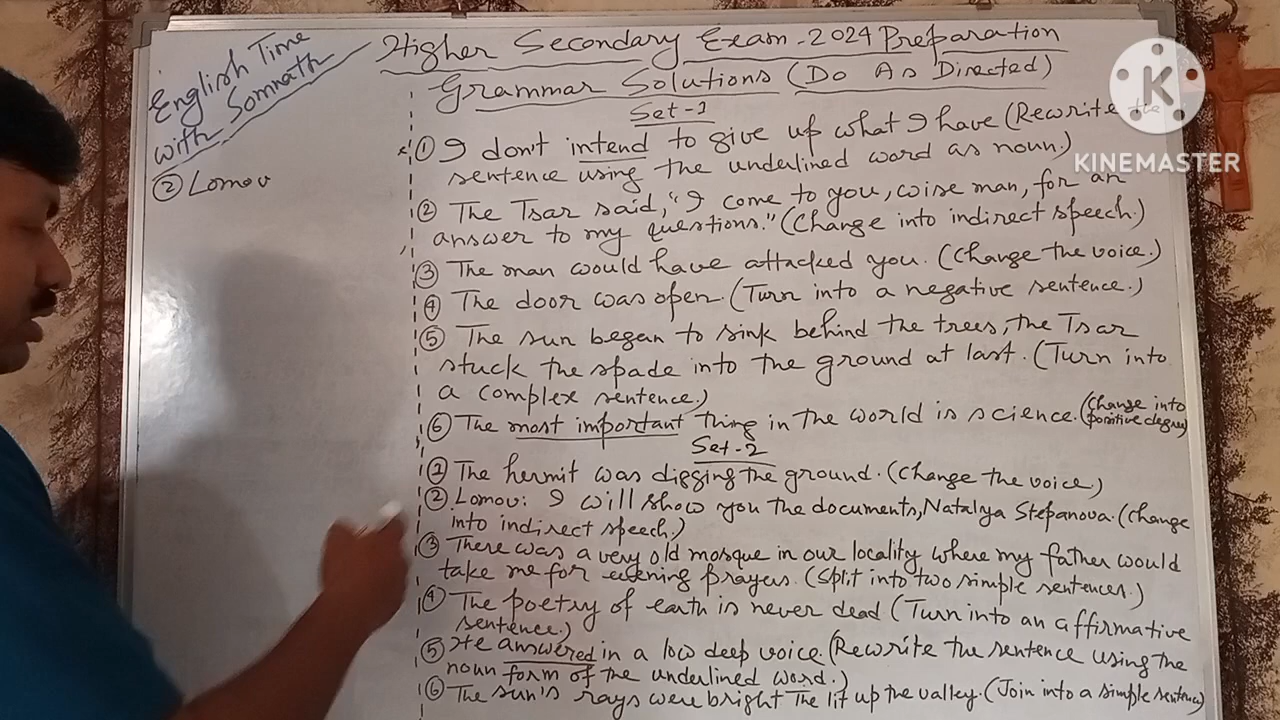 English Time
with Somnath
② Lomov
Higher Secondary Exam-2024 Preparation
Grammar Solutions (Do As Directed)
Set-1
① I don't intend to give up what I have (Rewrite the
sentence using the underlined word as noun.)
② The Tsar said, "I come to you, wise man, for an
answer to my questions." (Change into indirect speech.)
③ The man would have attacked you. (Change the voice.)
④ The door was open. (Turn into a negative sentence.)
⑤ The sun began to sink behind the trees, the Tsar
stuck the spade into the ground at last. (Turn into
a complex sentence.)
⑥ The most important thing in the world is science. (Change into
positive degree)
Set-2
① The hermit was digging the ground. (Change the voice.)
② Lomov: I will show you the documents, Natalya Stepanova. (Change
into indirect speech.)
③ There was a very old mosque in our locality where my father would
take me for evening prayers. (Split into two simple sentences.)
④ The poetry of earth is never dead (Turn into an affirmative
sentence.)
⑤ He answered in a low deep voice. (Rewrite the sentence using the
noun form of the underlined word.)
⑥ The sun's rays were bright The lit up the valley. (Join into a simple sentence)
K
KINEMASTER